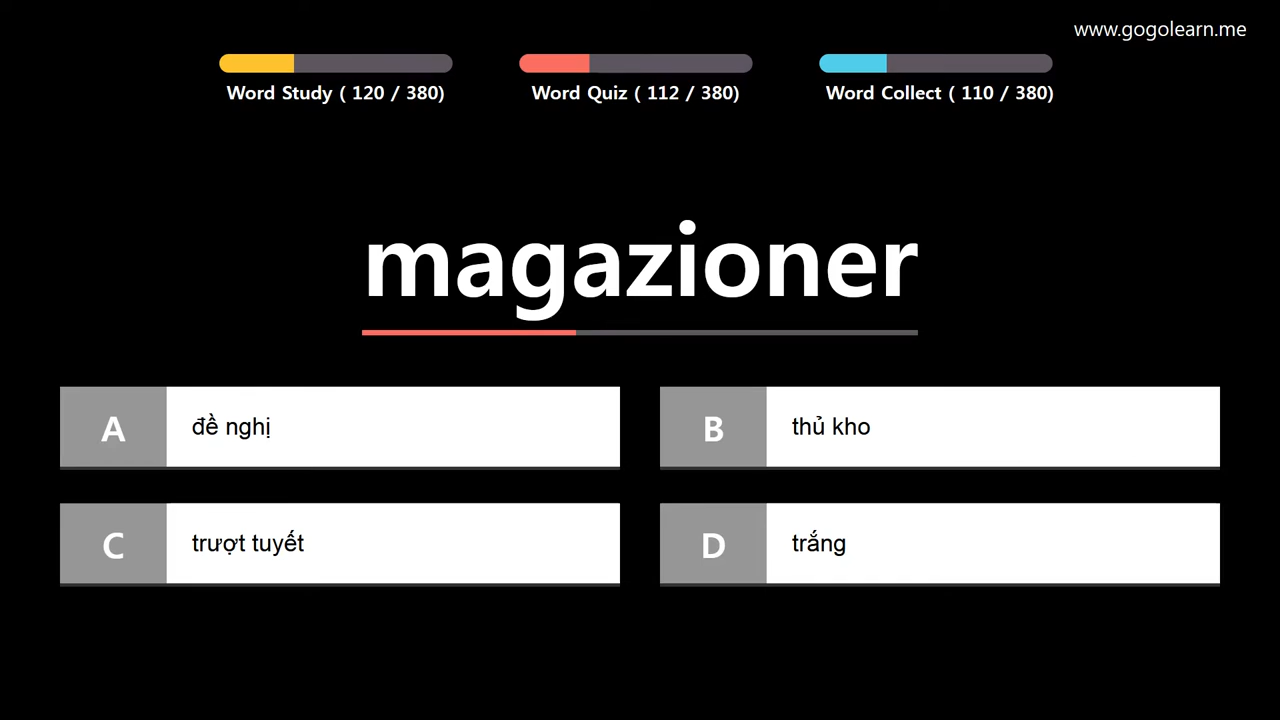 www.gogolearn.me
Word Study ( 120 / 380)
Word Quiz ( 112 / 380)
Word Collect ( 110 / 380)
magazioner
A
đề nghị
B
thủ kho
C
trượt tuyết
D
trắng